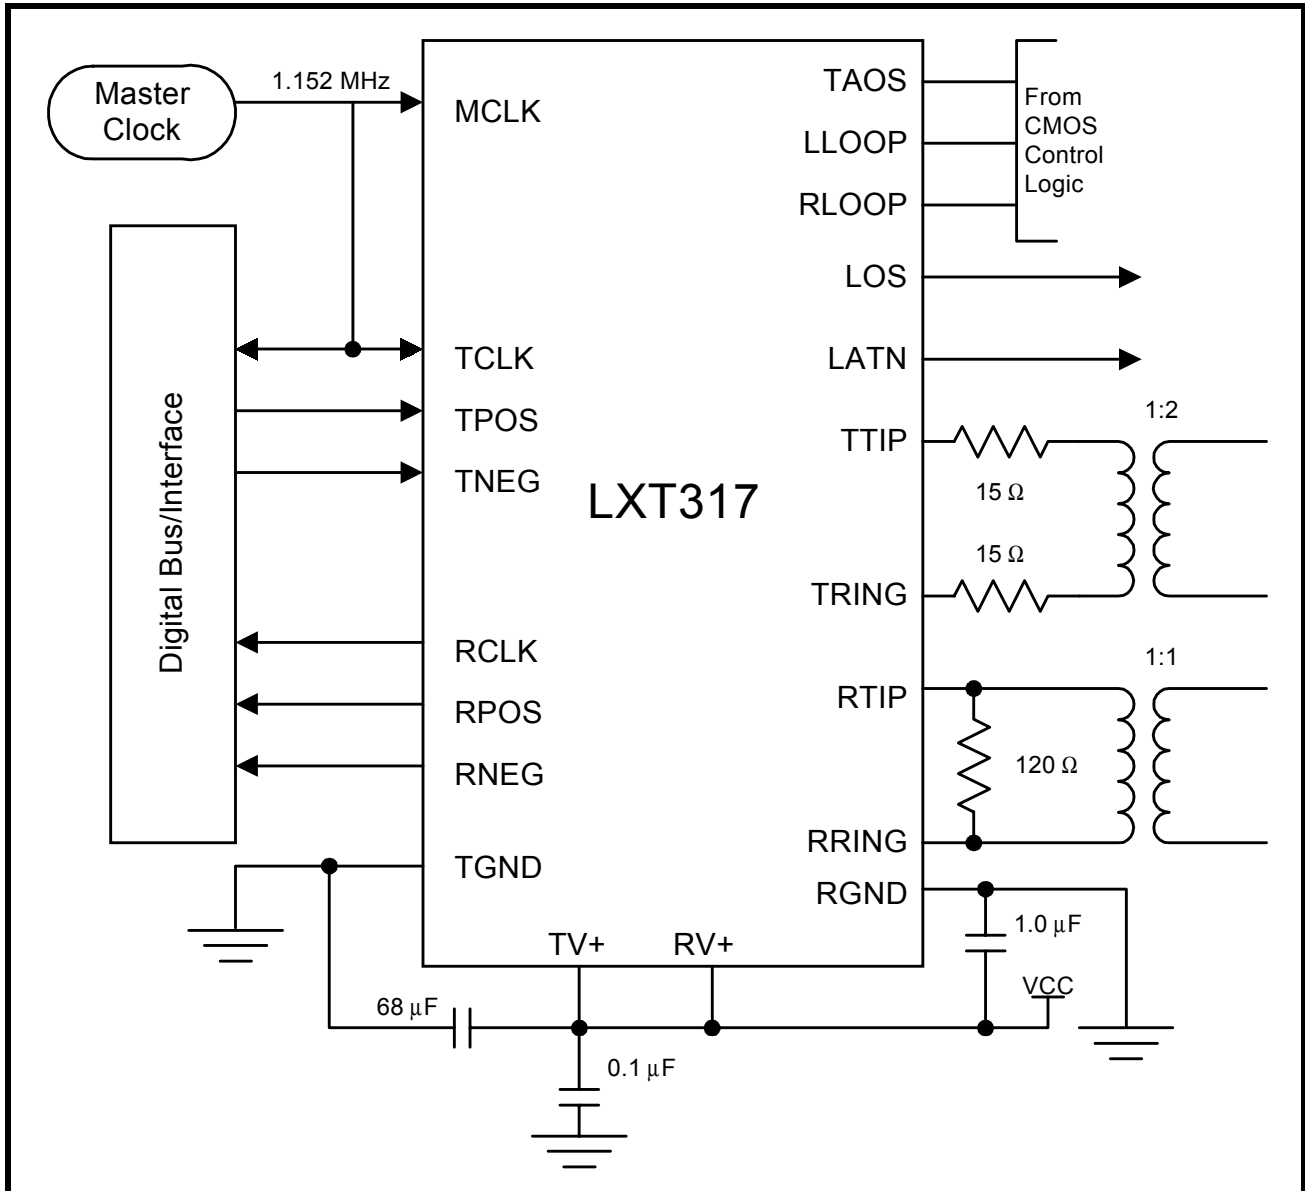 Master
Clock
1.152 MHz
MCLK
TAOS
LLOOP
RLOOP
From
CMOS
Control
Logic
LOS
LATN
TCLK
TPOS
TNEG
Digital Bus/Interface
LXT317
TTIP
1:2
15 Ω
15 Ω
TRING
RCLK
RPOS
RNEG
RTIP
1:1
120 Ω
RRING
TGND
RGND
1.0 μF
TV+
RV+
VCC
68 μF
0.1 μF